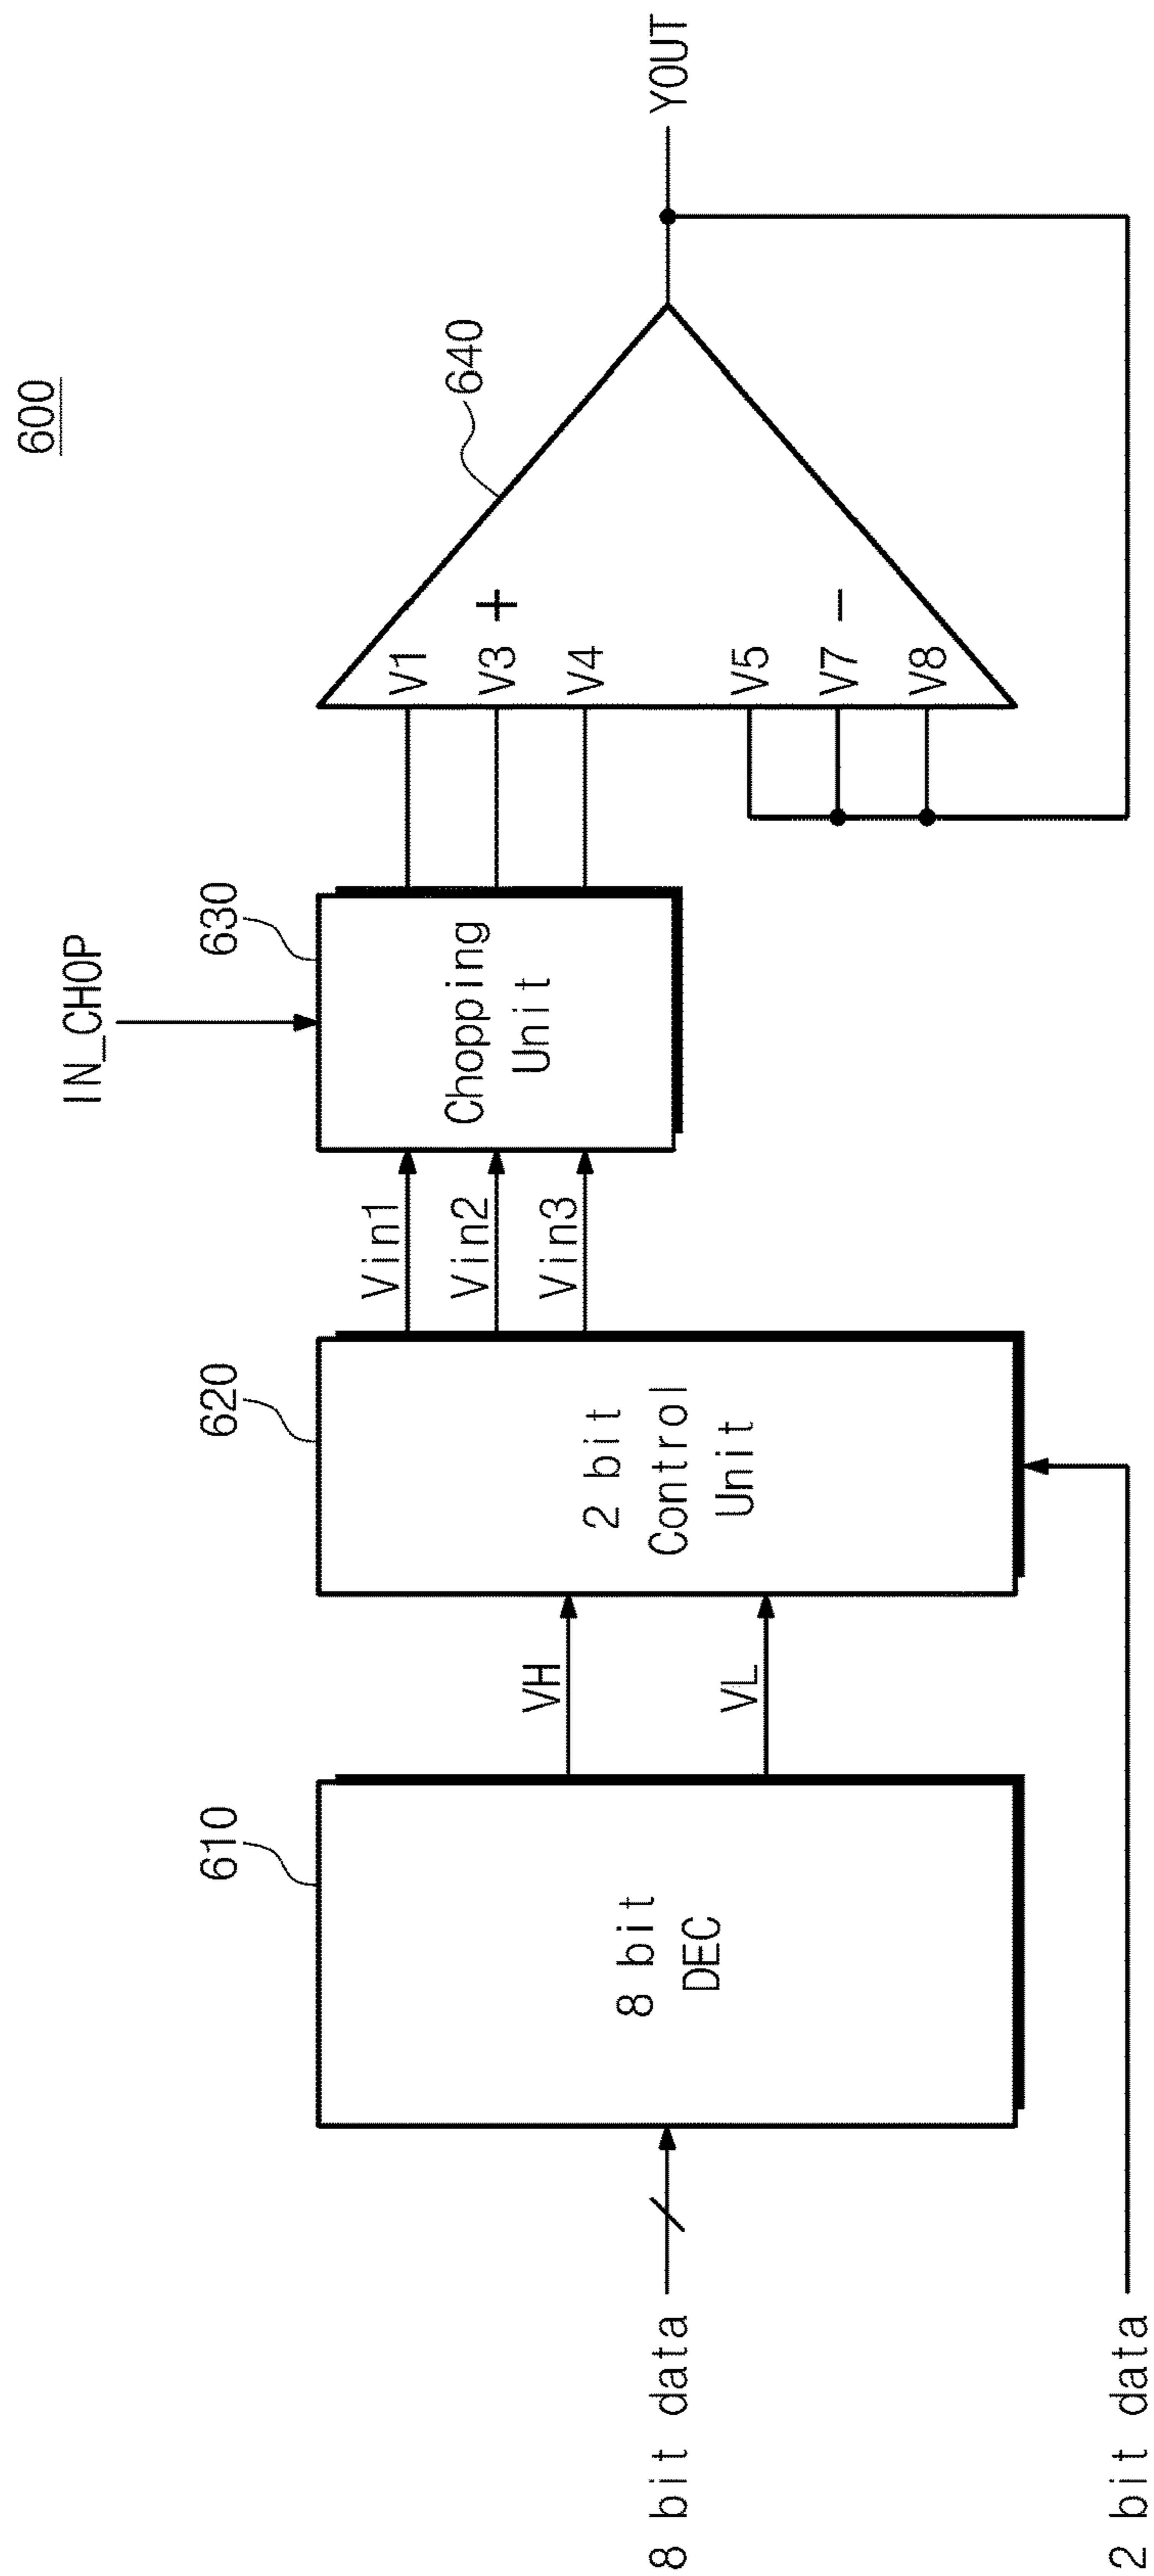 600
IN_CHOP
610
620
630
640
8 bit data
8 bit
DEC
VH
VL
2 bit
Control
Unit
Vin1
Vin2
Vin3
Chopping
Unit
V1
V3 +
V4
V5
V7 -
V8
YOUT
2 bit data